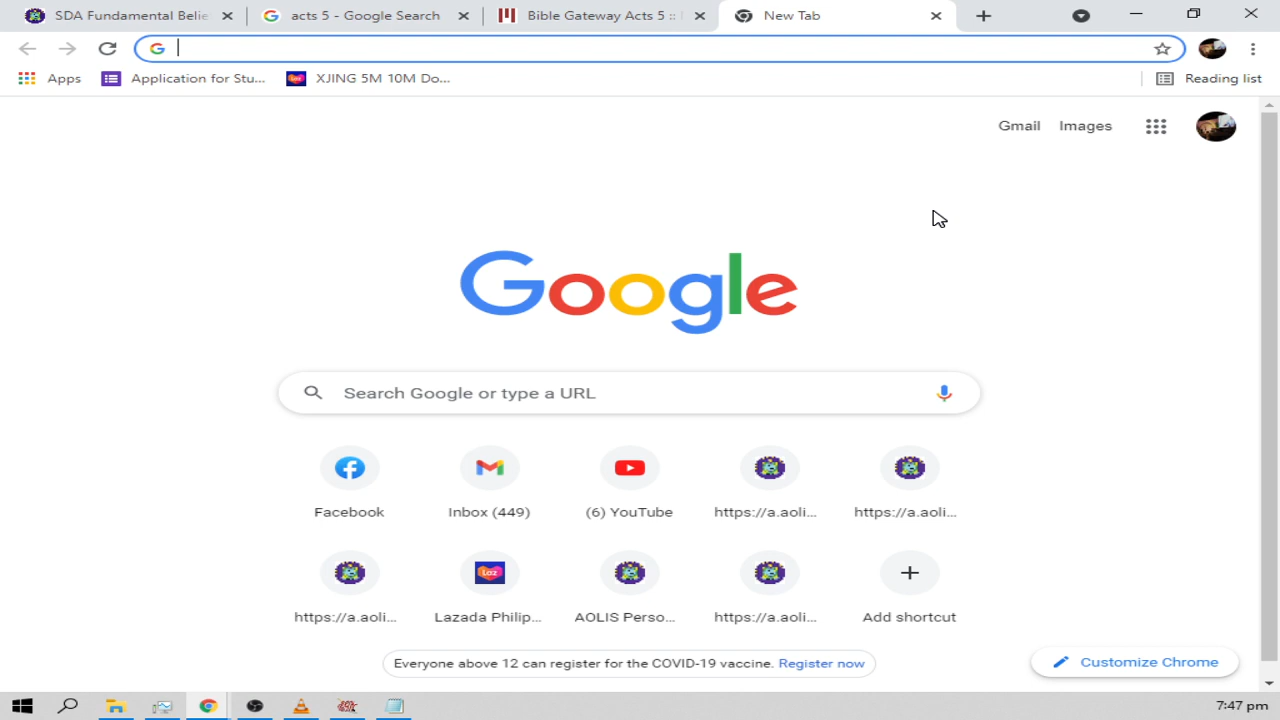 SDA Fundamental Belie
acts 5 - Google Search
Bible Gateway Acts 5 ::
New Tab
Apps
Application for Stu...
XJING 5M 10M Do...
Reading list
Gmail
Images
Google
Search Google or type a URL
Facebook
Inbox (449)
(6) YouTube
https://a.aoli...
https://a.aoli...
https://a.aoli...
Lazada Philip...
AOLIS Perso...
https://a.aoli...
Add shortcut
Everyone above 12 can register for the COVID-19 vaccine. Register now
Customize Chrome
7:47 pm